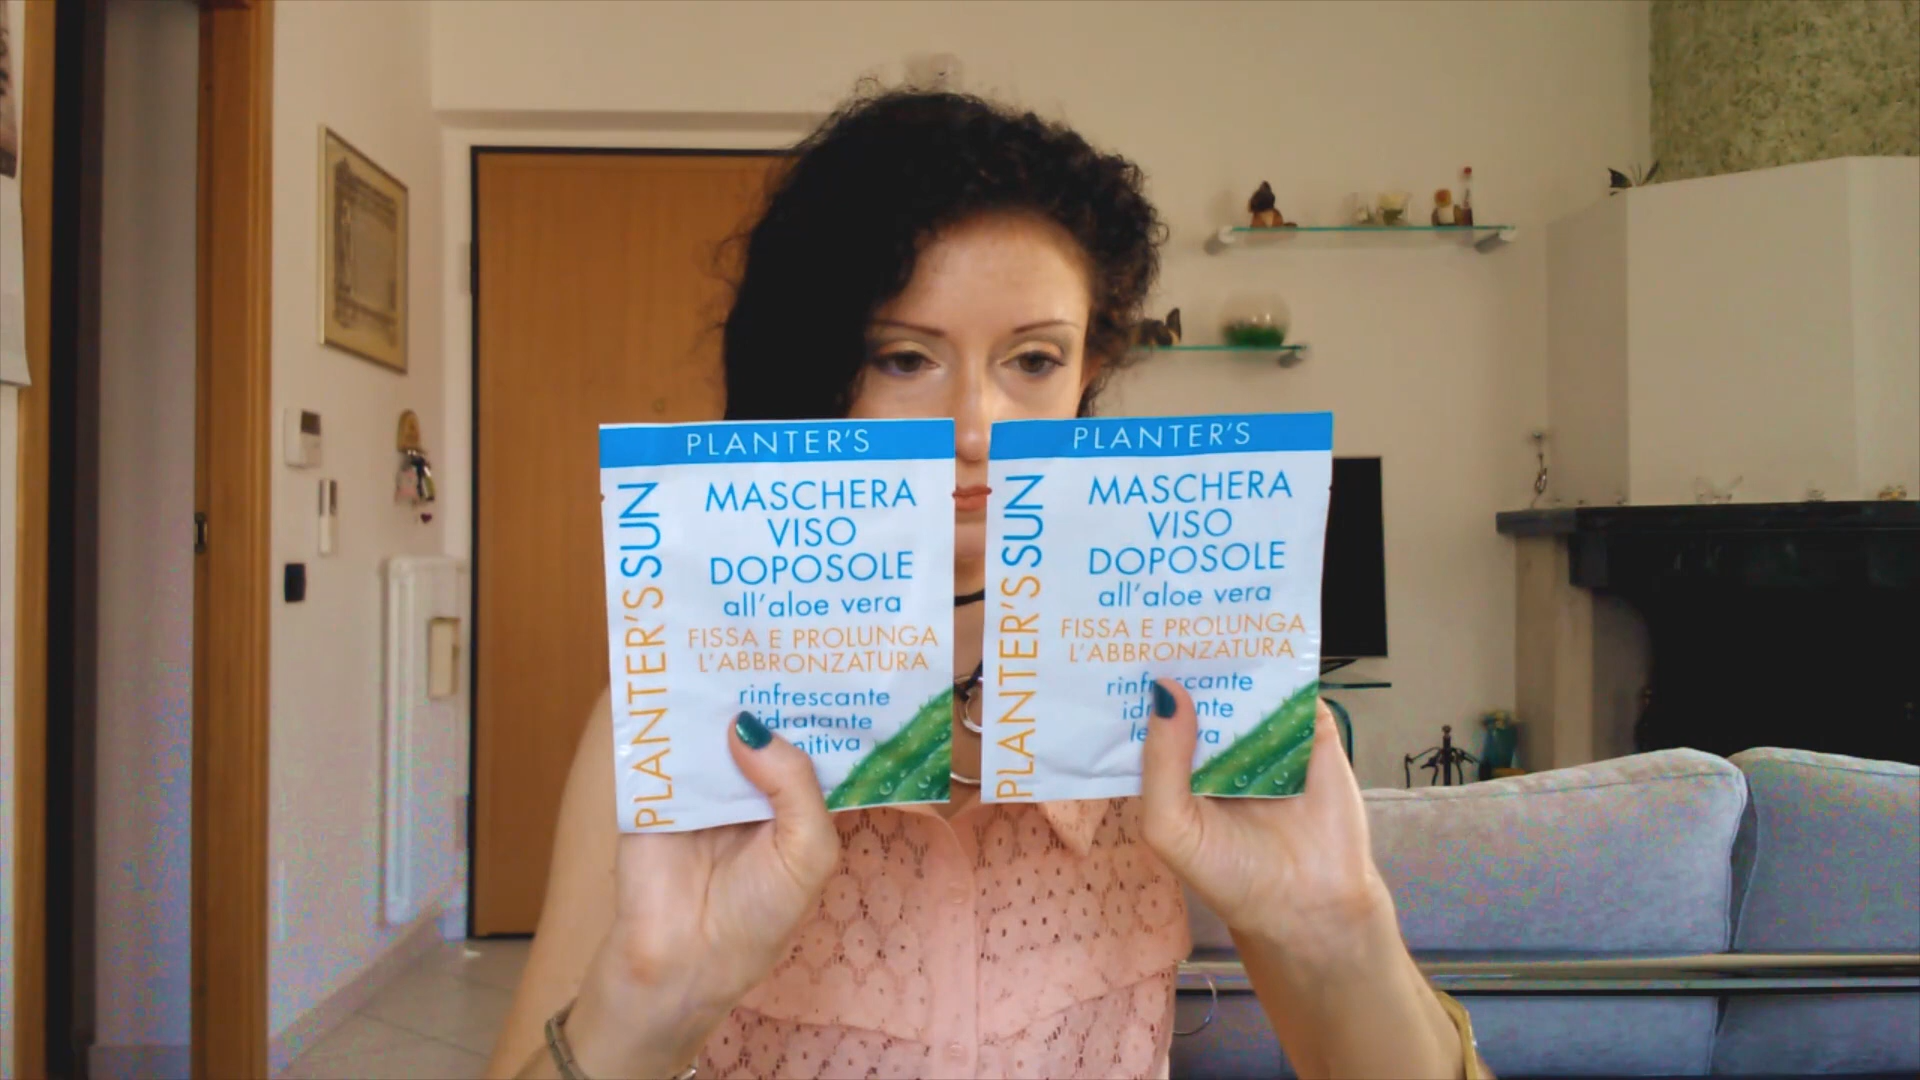 PLANTER'S
PLANTER'S SUN
MASCHERA
VISO
DOPOSOLE
all'aloe vera
FISSA E PROLUNGA
L'ABBRONZATURA
rinfrescante
idratante
PLANTER'S
PLANTER'S SUN
MASCHERA
VISO
DOPOSOLE
all'aloe vera
FISSA E PROLUNGA
L'ABBRONZATURA